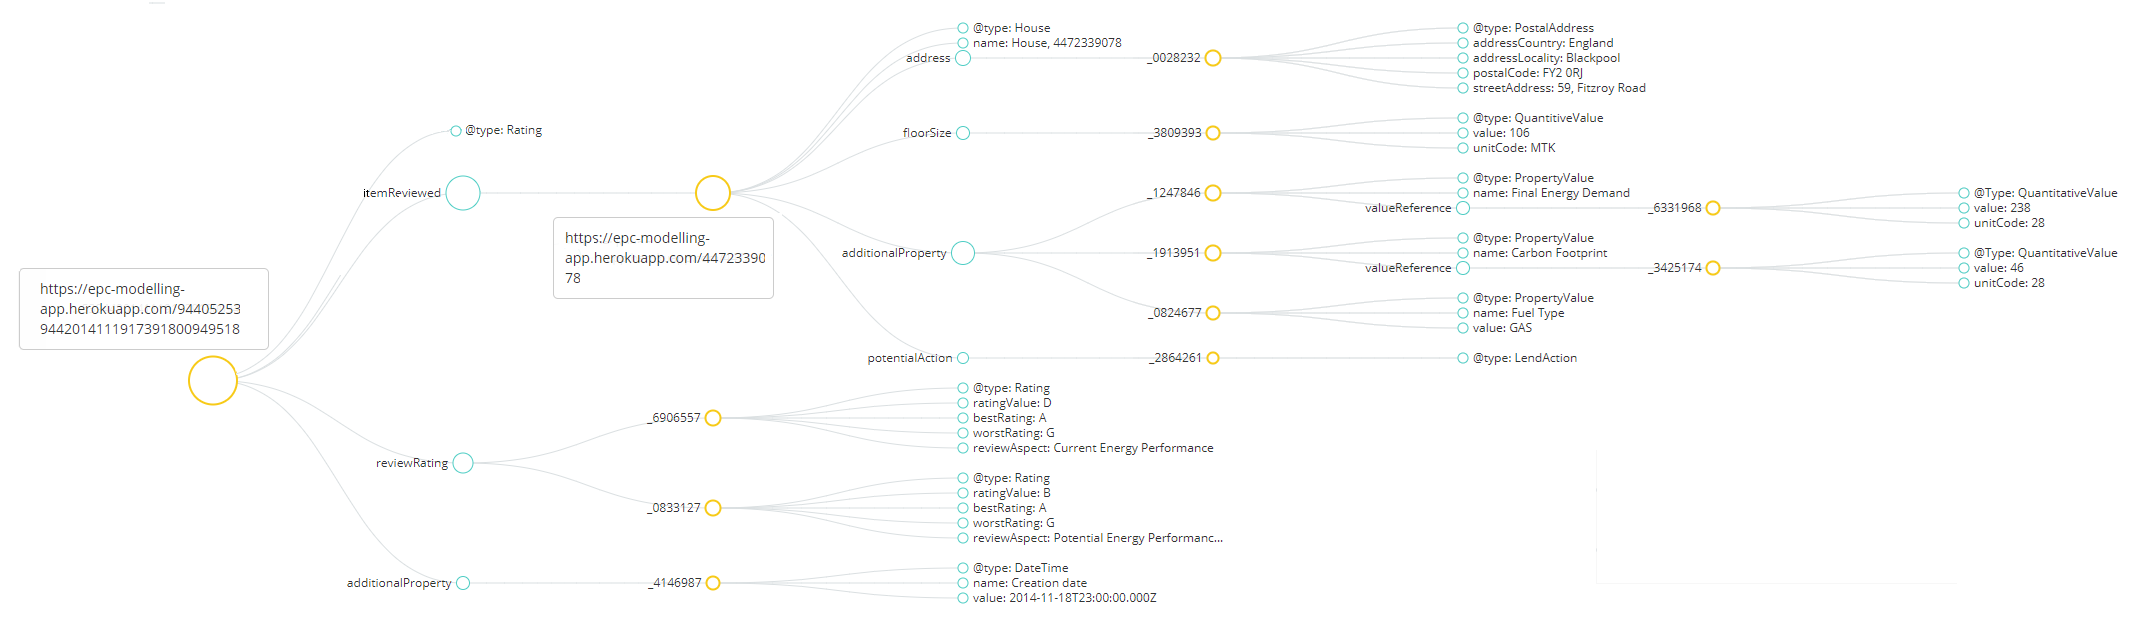 https://epc-modelling-
app.herokuapp.com/94405253
9442014111917391800949518
@type: Rating
itemReviewed
https://epc-modelling-
app.herokuapp.com/44723390
78
@type: House
name: House, 4472339078
address
_0028232
@type: PostalAddress
addressCountry: England
addressLocality: Blackpool
postalCode: FY2 0RJ
streetAddress: 59, Fitzroy Road
floorSize
_3809393
@type: QuantitiveValue
value: 106
unitCode: MTK
additionalProperty
_1247846
@type: PropertyValue
name: Final Energy Demand
valueReference
_6331968
@Type: QuantitativeValue
value: 238
unitCode: 28
_1913951
@type: PropertyValue
name: Carbon Footprint
valueReference
_3425174
@Type: QuantitativeValue
value: 46
unitCode: 28
_0824677
@type: PropertyValue
name: Fuel Type
value: GAS
potentialAction
_2864261
@type: LendAction
reviewRating
_6906557
@type: Rating
ratingValue: D
bestRating: A
worstRating: G
reviewAspect: Current Energy Performance
_0833127
@type: Rating
ratingValue: B
bestRating: A
worstRating: G
reviewAspect: Potential Energy Performanc...
additionalProperty
_4146987
@type: DateTime
name: Creation date
value: 2014-11-18T23:00:00.000Z